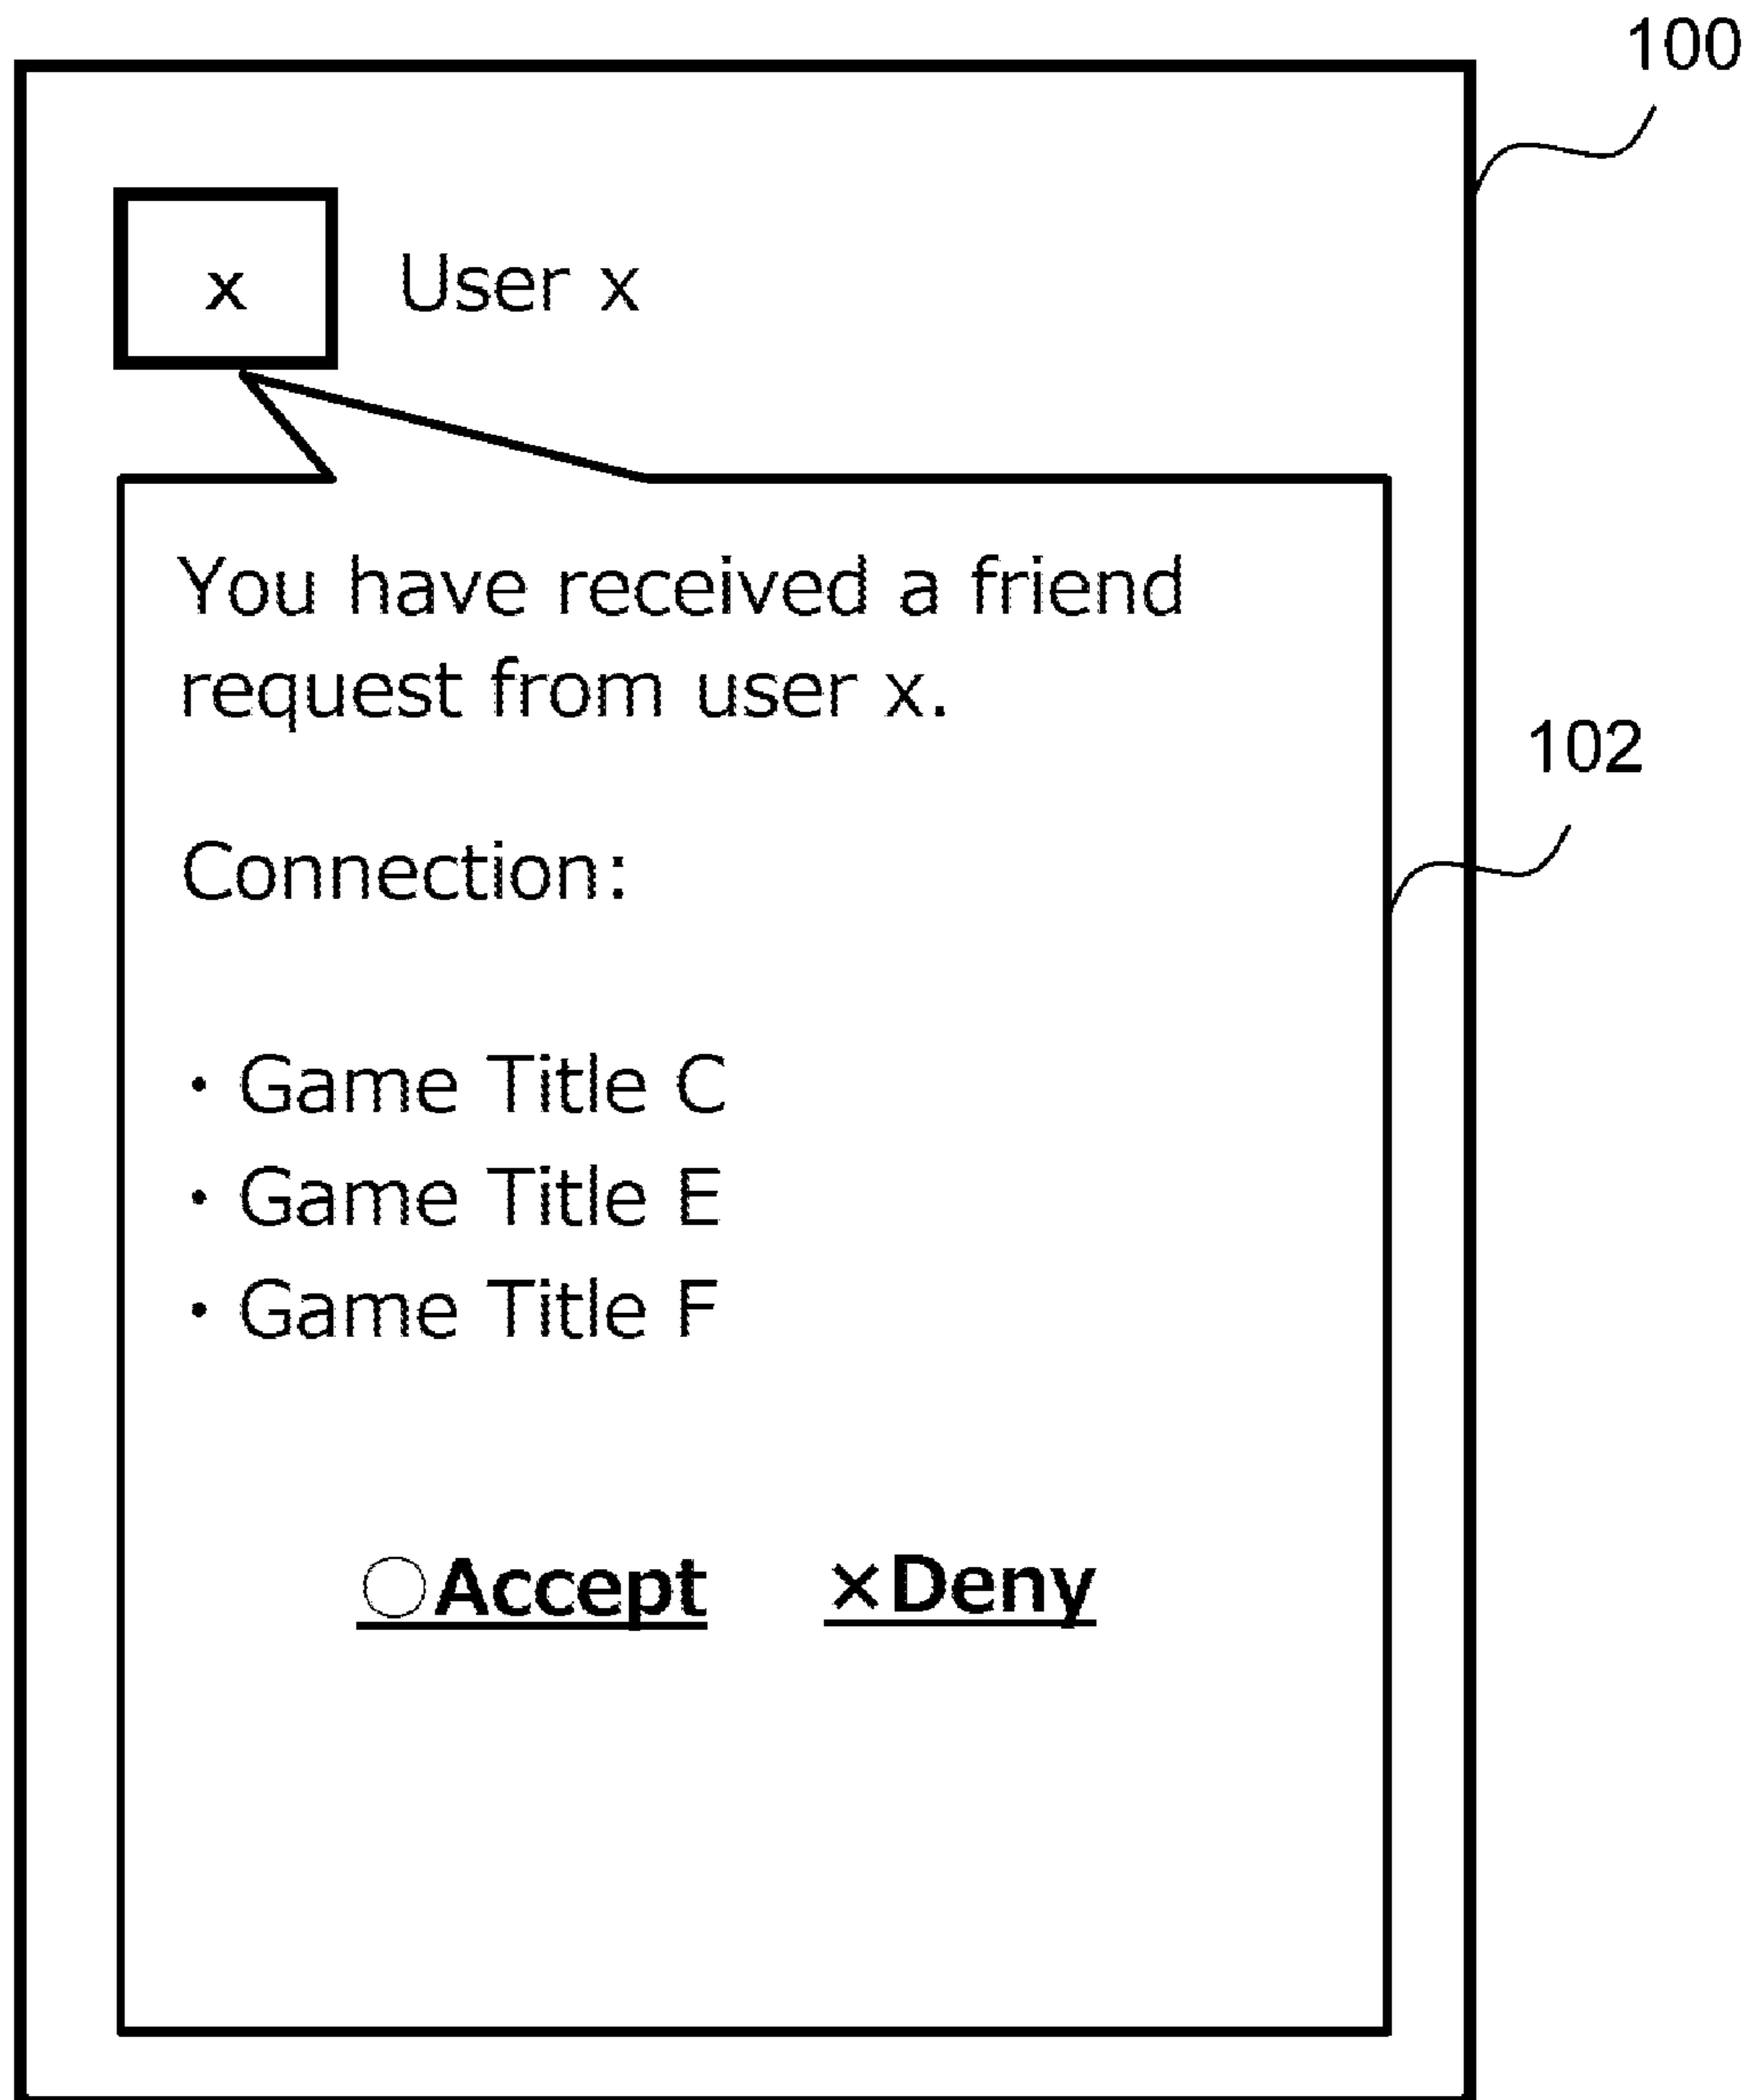 100
x User x
You have received a friend
request from user x.
102
Connection:
· Game Title C
· Game Title E
· Game Title F
○Accept ×Deny